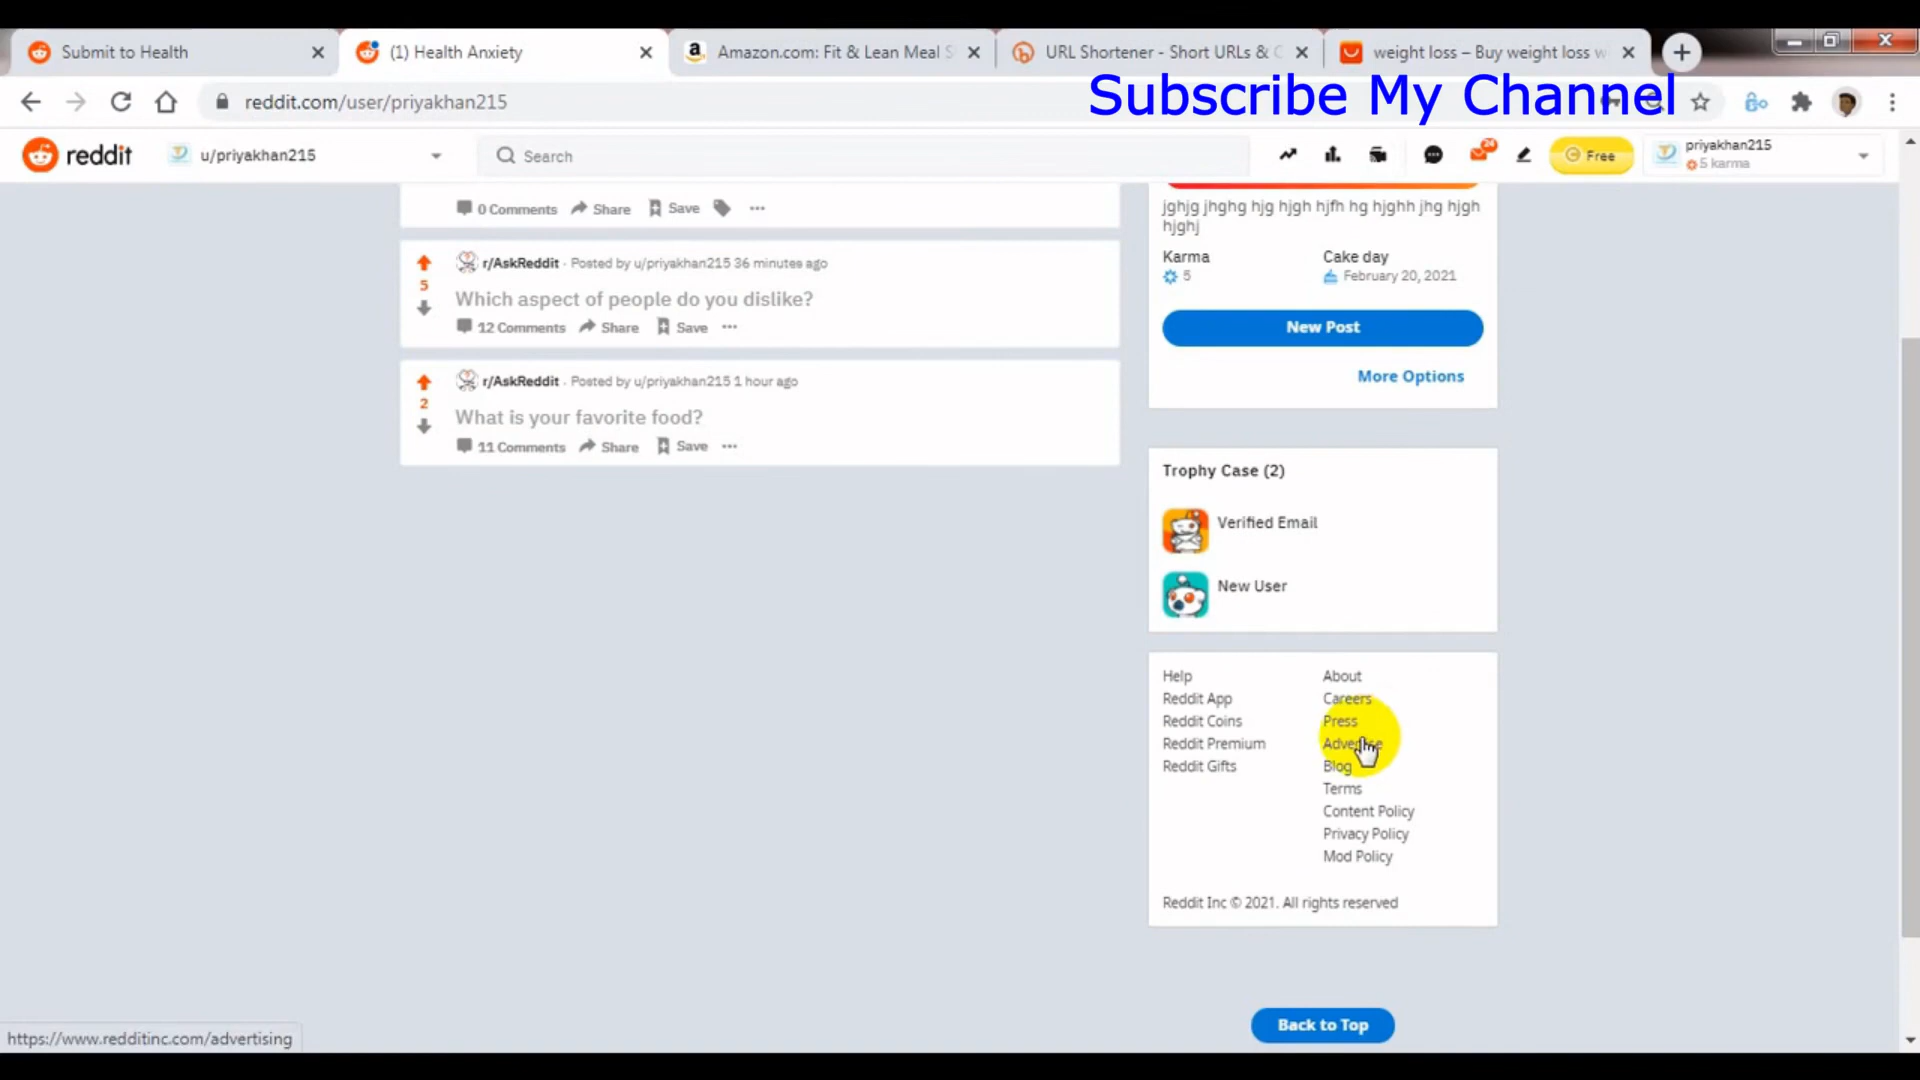 Submit to Health
(1) Health Anxiety
Amazon.com: Fit & Lean Meal S
URL Shortener - Short URLs & C
weight loss – Buy weight loss w
Subscribe My Channel
reddit.com/user/priyakhan215
reddit
u/priyakhan215
Search
24
Free
priyakhan215
5 karma
0 Comments Share Save
r/AskReddit · Posted by u/priyakhan215 36 minutes ago
5
Which aspect of people do you dislike?
12 Comments Share Save
r/AskReddit · Posted by u/priyakhan215 1 hour ago
2
What is your favorite food?
11 Comments Share Save
jghjg jhghg hjg hjgh hjfh hg hjghh jhg hjgh
hjghj
Karma
5
Cake day
February 20, 2021
New Post
More Options
Trophy Case (2)
Verified Email
New User
Help
Reddit App
Reddit Coins
Reddit Premium
Reddit Gifts
About
Careers
Press
Advertise
Blog
Terms
Content Policy
Privacy Policy
Mod Policy
Reddit Inc © 2021. All rights reserved
Back to Top
https://www.redditinc.com/advertising